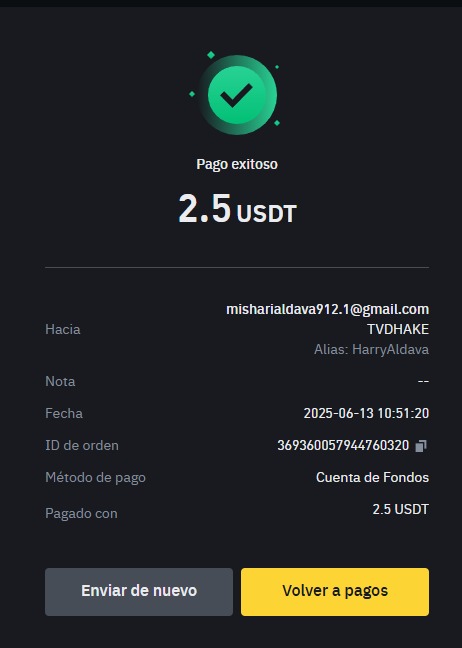 Pago exitoso
2.5 USDT
misharialdava912.1@gmail.com
Hacia TVDHAKE
Alias: HarryAldava
Nota --
Fecha 2025-06-13 10:51:20
ID de orden 369360057944760320
Método de pago Cuenta de Fondos
Pagado con 2.5 USDT
Enviar de nuevo Volver a pagos